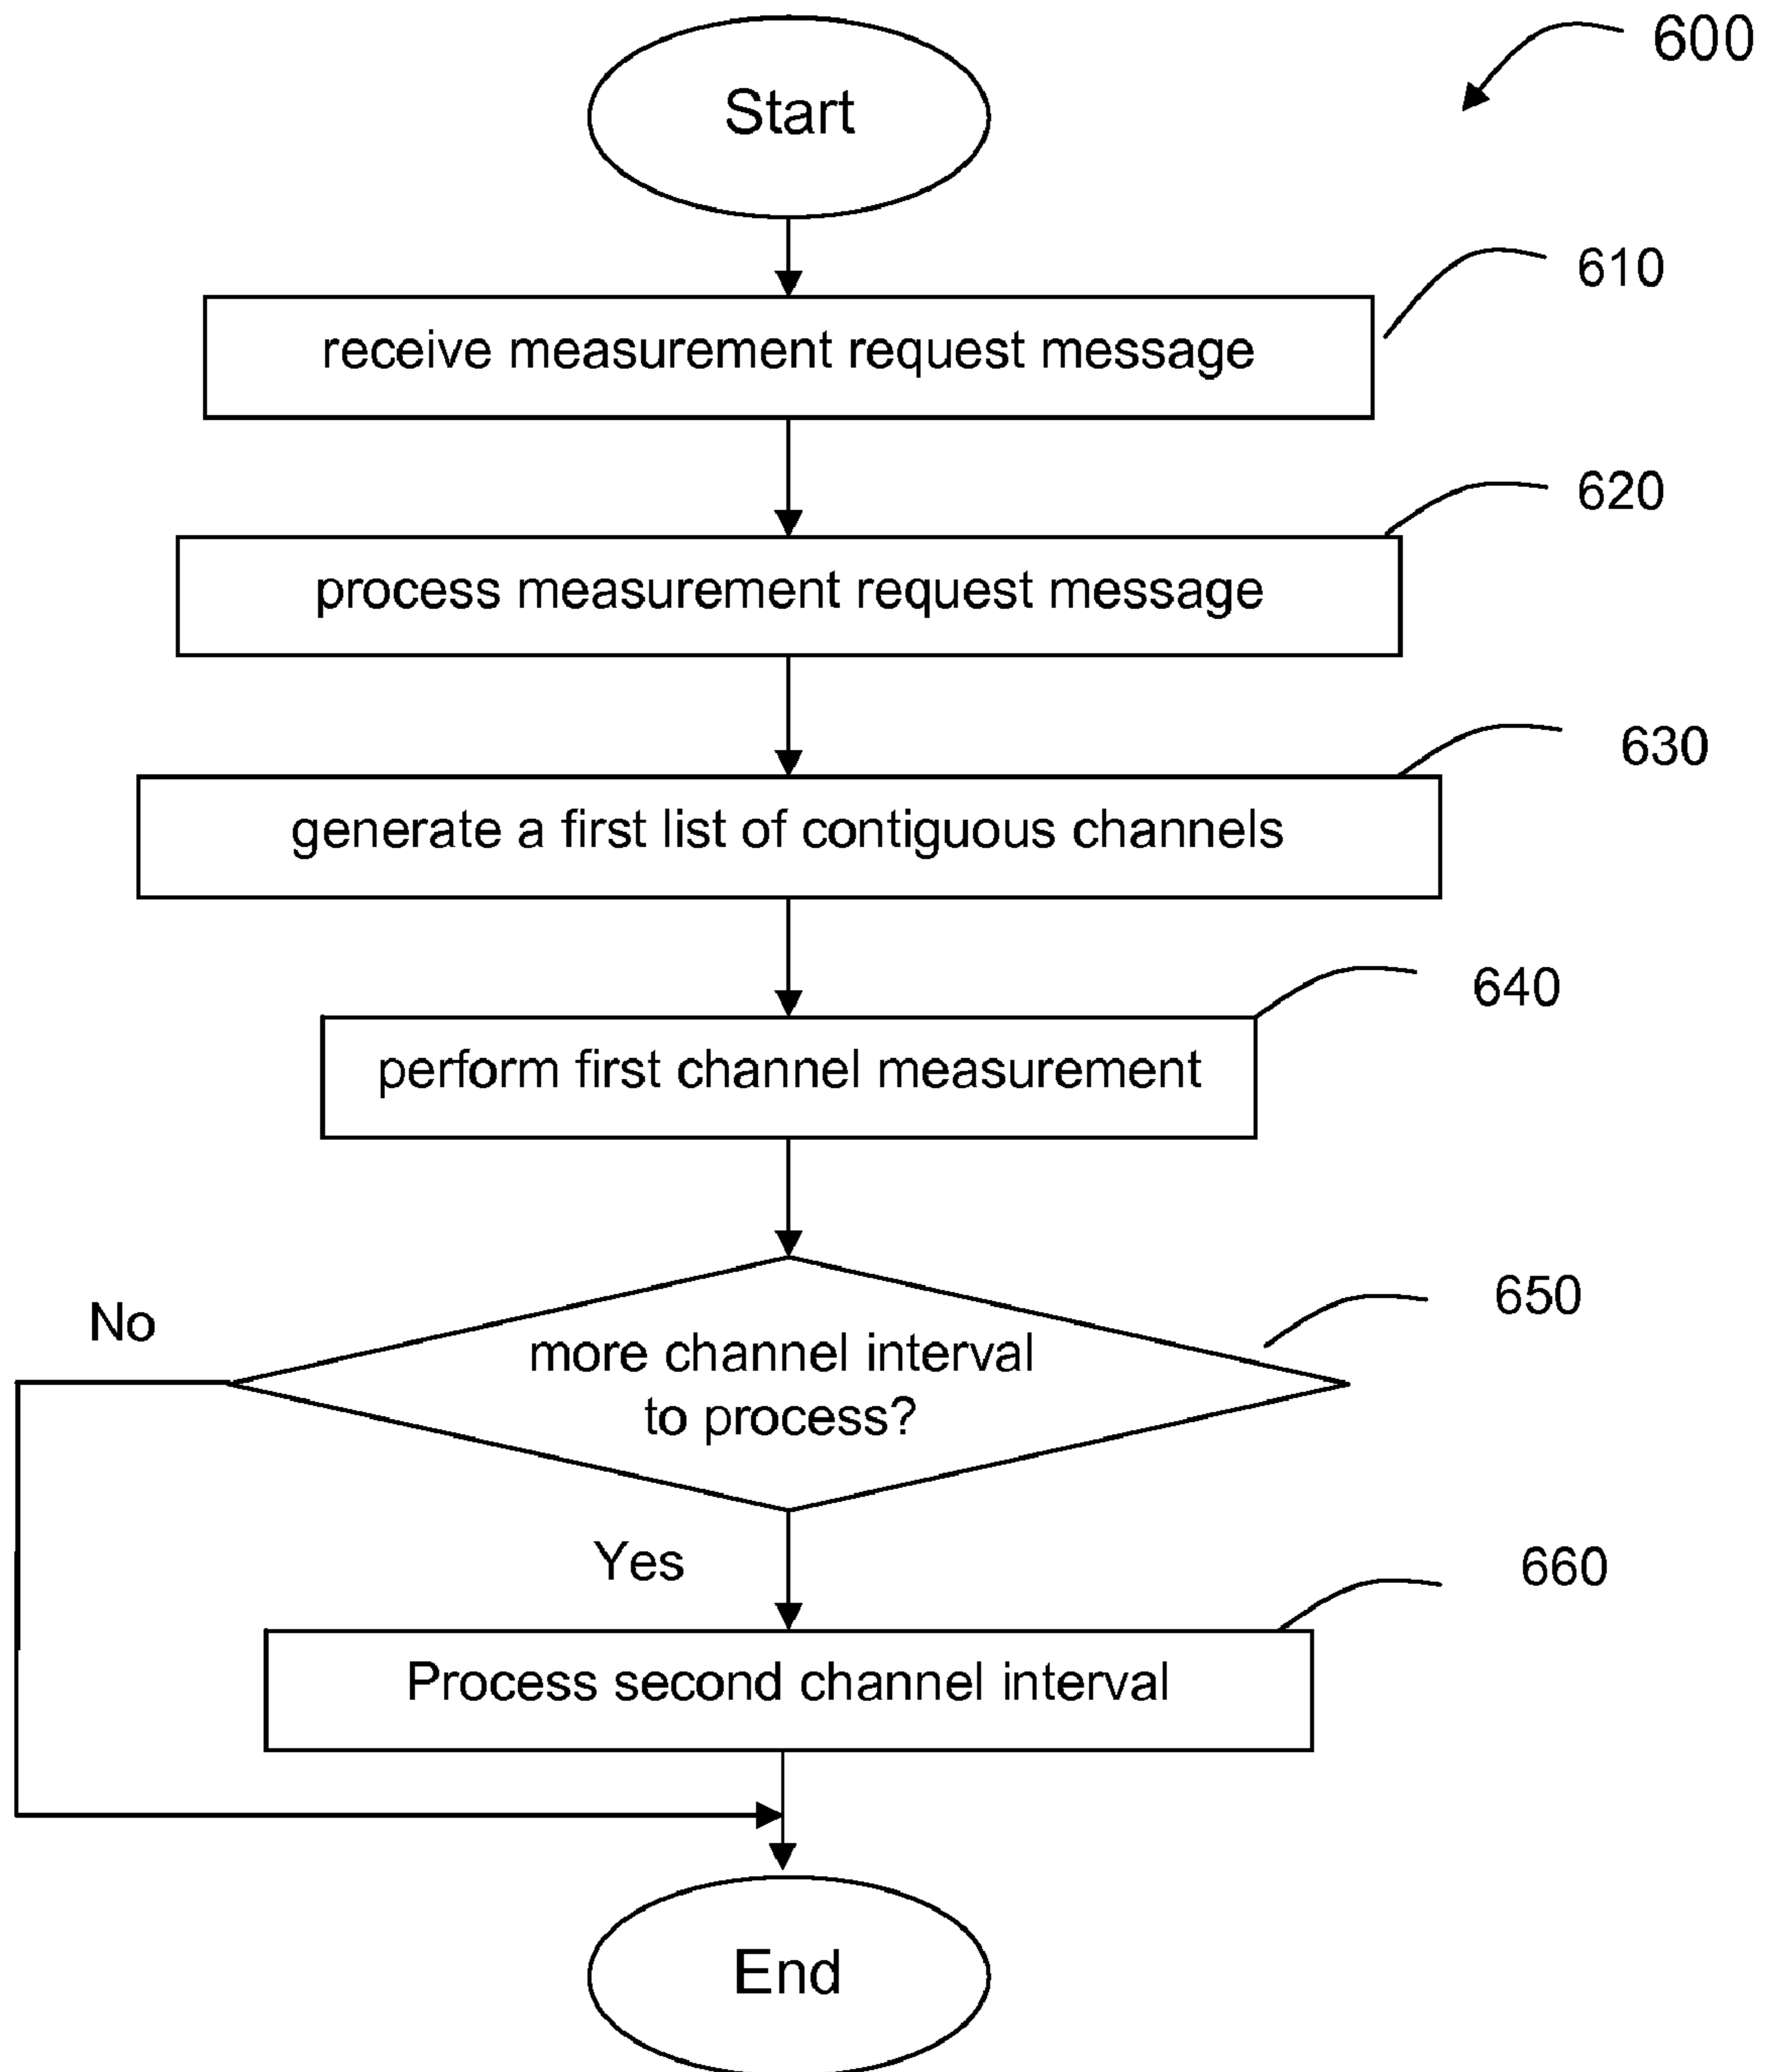 600
Start
610
receive measurement request message
620
process measurement request message
630
generate a first list of contiguous channels
640
perform first channel measurement
650
No
more channel interval
to process?
Yes
660
Process second channel interval
End